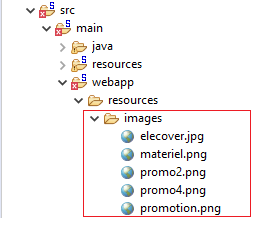 src
main
java
resources
webapp
resources
images
elecover.jpg
materiel.png
promo2.png
promo4.png
promotion.png